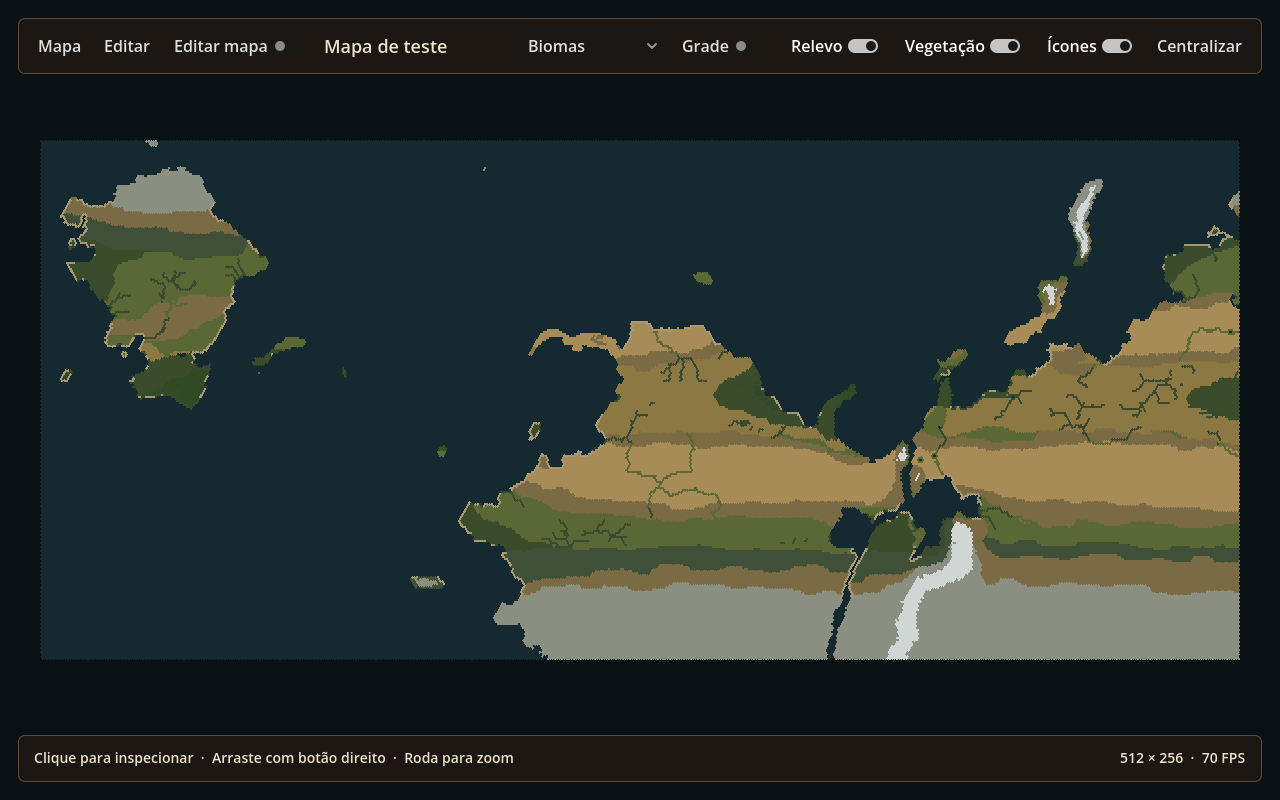 Mapa Editar Editar mapa Mapa de teste Biomas Grade Relevo Vegetação Ícones Centralizar
Clique para inspecionar · Arraste com botão direito · Roda para zoom 512 × 256 · 70 FPS